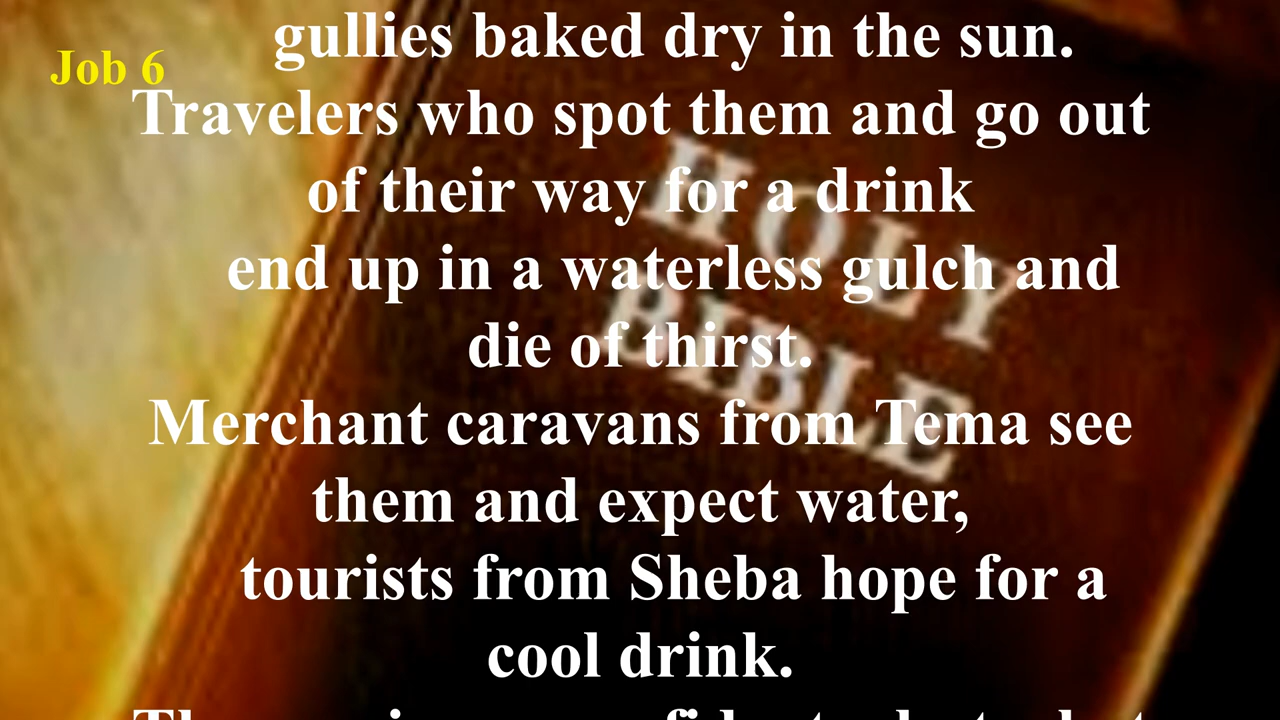 Job 6
gullies baked dry in the sun.
Travelers who spot them and go out
of their way for a drink
end up in a waterless gulch and
die of thirst.
Merchant caravans from Tema see
them and expect water,
tourists from Sheba hope for a
cool drink.
HOLY
BIBLE